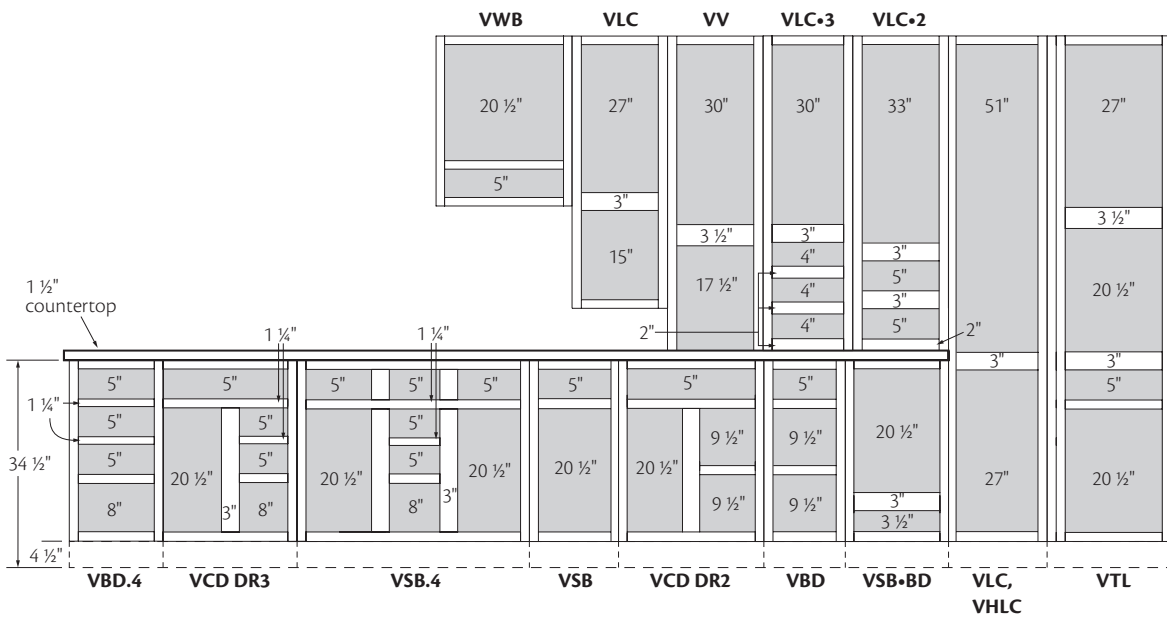 VWB VLC VV VLC•3 VLC•2
20 ½" 27" 30" 30" 33" 51" 27"
5"
3"
3 ½"
3"
3 ½"
4"
3"
15"
17 ½"
4"
5"
20 ½"
3"
4"
5"
2"
2"
1 ½"
countertop
1 ¼" 1 ¼"
3" 3"
5" 5" 5" 5" 5" 5" 5" 5" 5"
1 ¼"
5" 5" 5" 9 ½" 9 ½" 20 ½"
34 ½"
5" 20 ½" 5" 20 ½" 5" 20 ½" 20 ½" 20 ½" 27" 20 ½"
8" 3" 8" 8" 3" 9 ½" 9 ½" 3"
3 ½"
4 ½"
VBD.4 VCD DR3 VSB.4 VSB VCD DR2 VBD VSB•BD VLC, VTL
VHLC